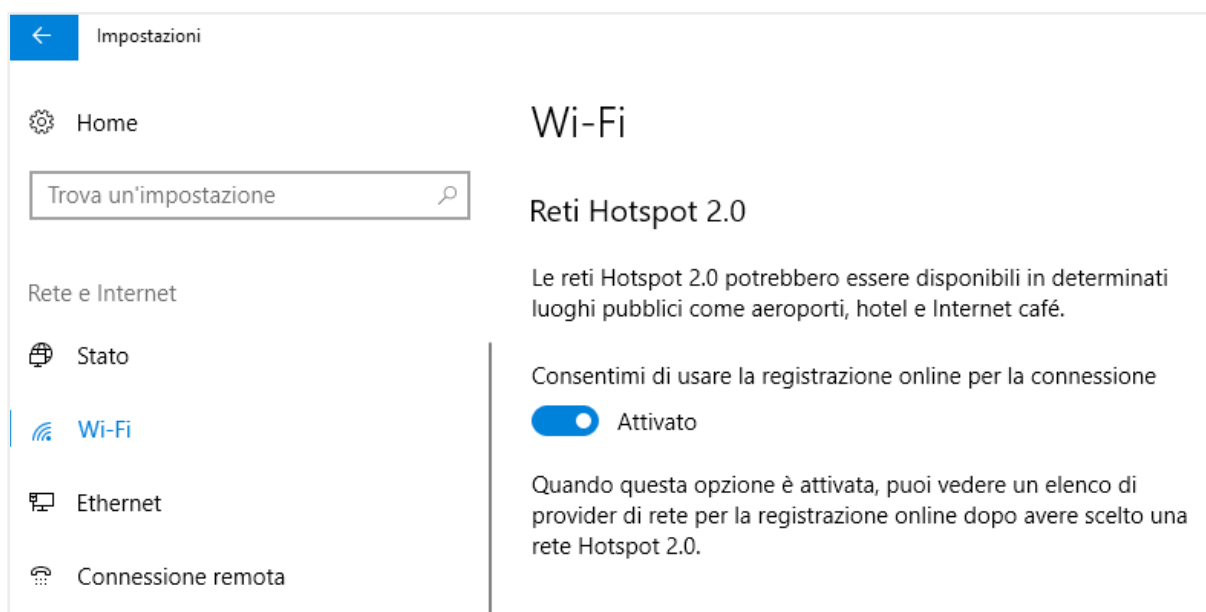 Impostazioni
Home
Trova un'impostazione
Rete e Internet
Stato
Wi-Fi
Ethernet
Connessione remota
Wi-Fi
Reti Hotspot 2.0
Le reti Hotspot 2.0 potrebbero essere disponibili in determinati
luoghi pubblici come aeroporti, hotel e Internet café.
Consentimi di usare la registrazione online per la connessione
Attivato
Quando questa opzione è attivata, puoi vedere un elenco di
provider di rete per la registrazione online dopo avere scelto una
rete Hotspot 2.0.